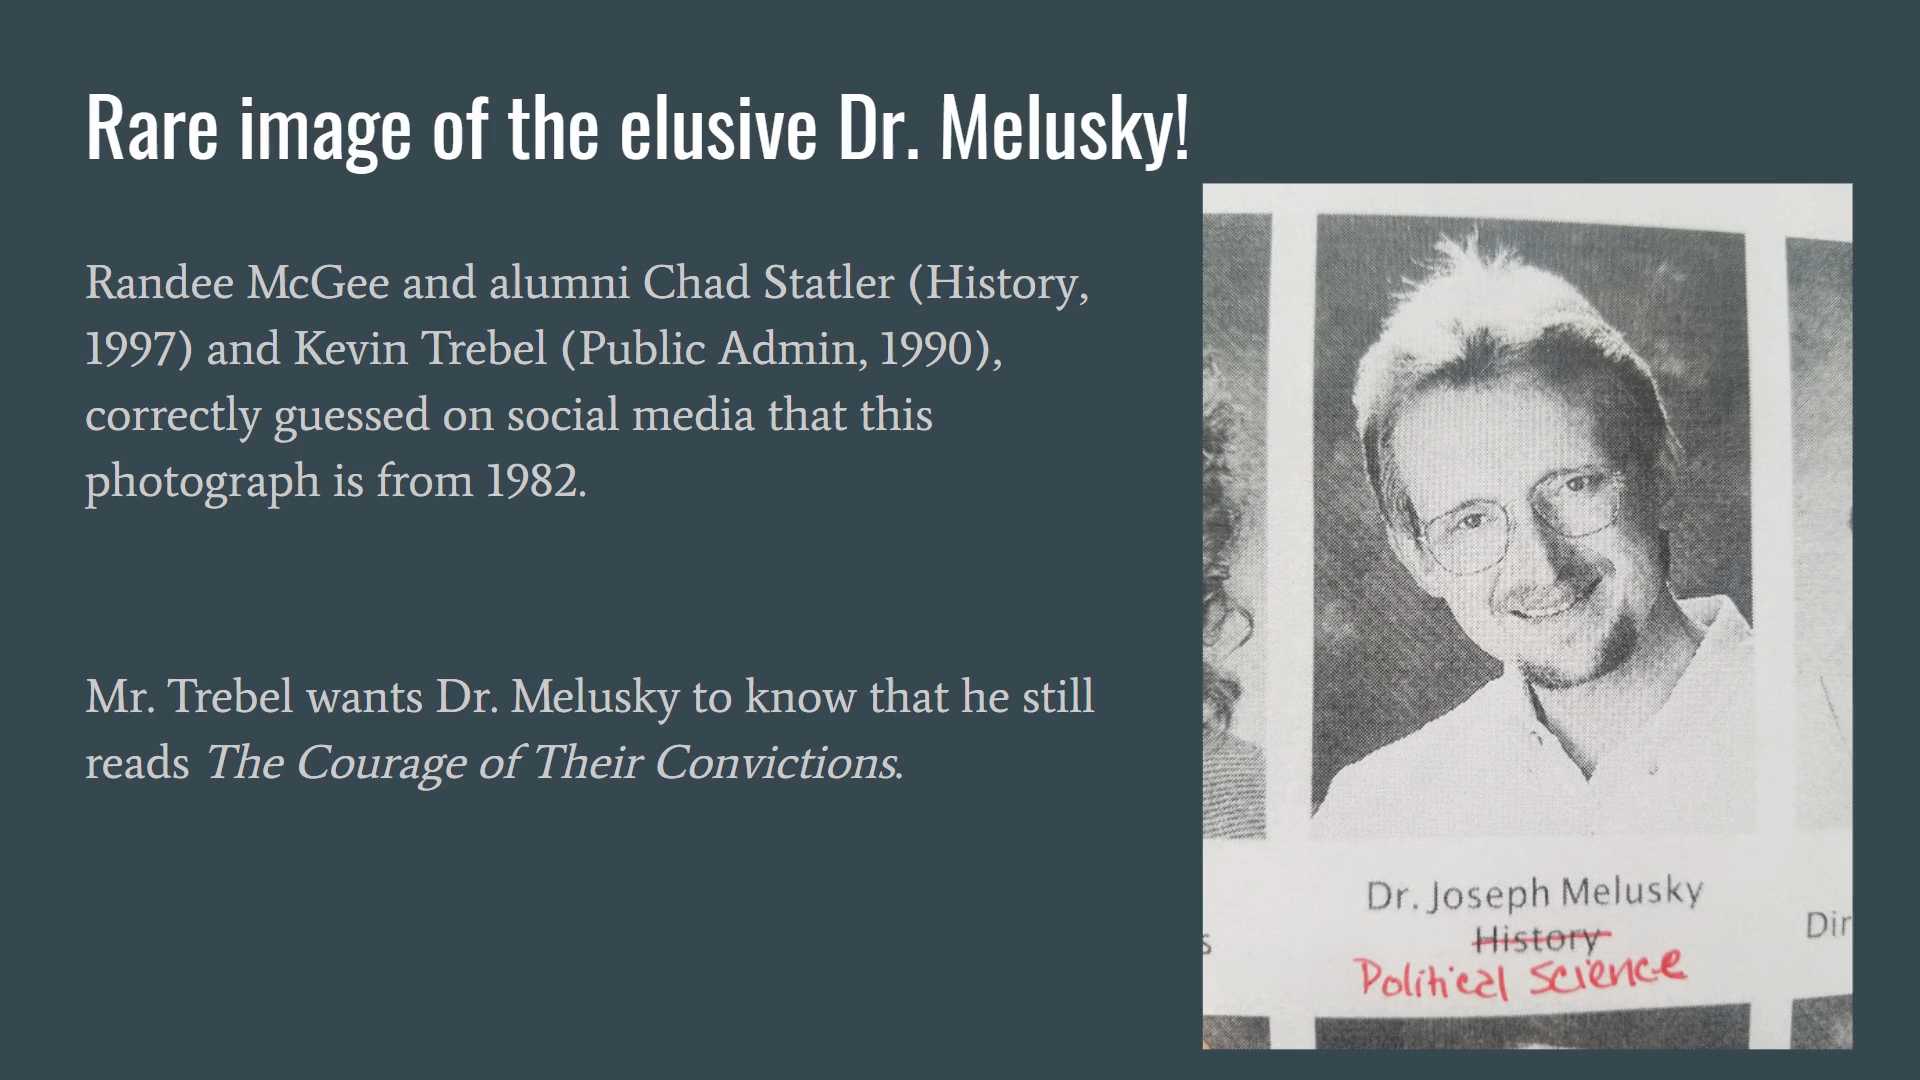 Rare image of the elusive Dr. Melusky!
Randee McGee and alumni Chad Statler (History,
1997) and Kevin Trebel (Public Admin, 1990),
correctly guessed on social media that this
photograph is from 1982.
Mr. Trebel wants Dr. Melusky to know that he still
reads The Courage of Their Convictions.
Dr. Joseph Melusky
History
Political Science
s
Dir